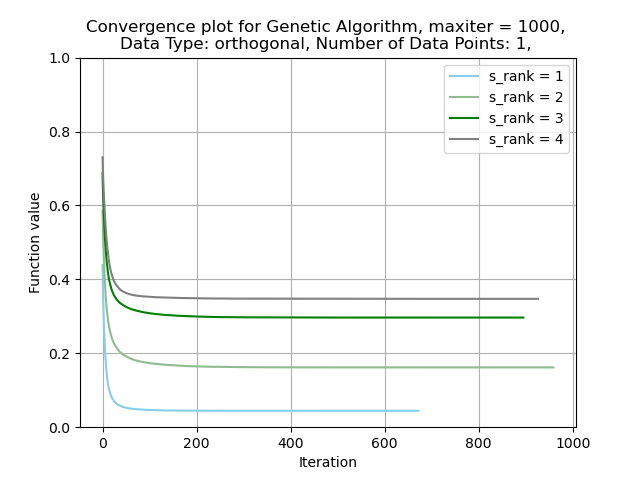 Convergence plot for Genetic Algorithm, maxiter = 1000,
Data Type: orthogonal, Number of Data Points: 1,
s_rank = 1
s_rank = 2
s_rank = 3
s_rank = 4
Function value
1.0
0.8
0.6
0.4
0.2
0.0
0 200 400 600 800 1000
Iteration